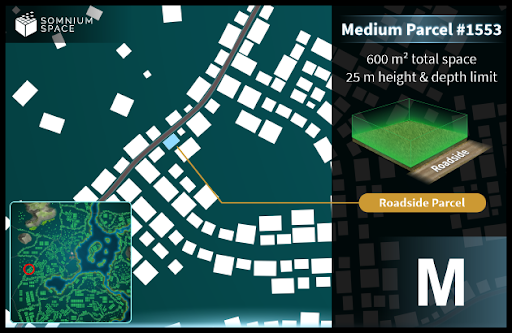 SOMNIUM
SPACE
Medium Parcel #1553
600 m² total space
25 m height & depth limit
Roadside
Roadside Parcel
M